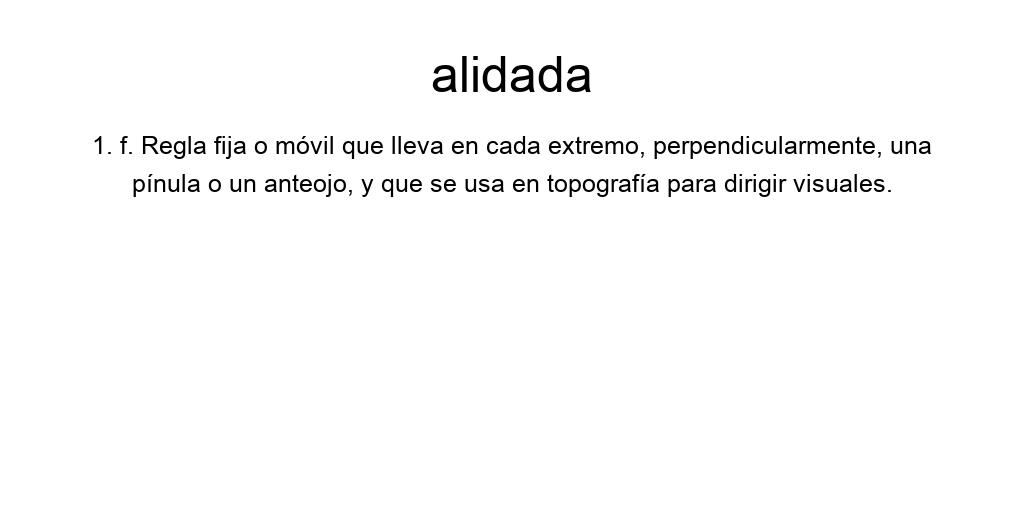 alidada
1. f. Regla fija o móvil que lleva en cada extremo, perpendicularmente, una
pínula o un anteojo, y que se usa en topografía para dirigir visuales.